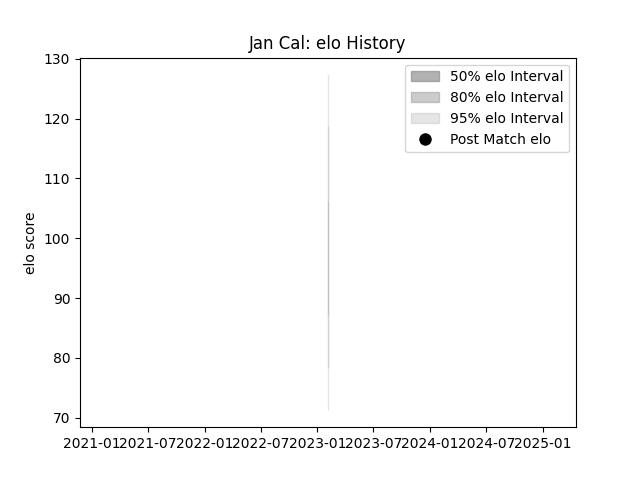 Jan Cal: elo History
130
120
110
100
90
80
70
elo score
50% elo Interval
80% elo Interval
95% elo Interval
Post Match elo
2021-01 2021-07 2022-01 2022-07 2023-01 2023-07 2024-01 2024-07 2025-01